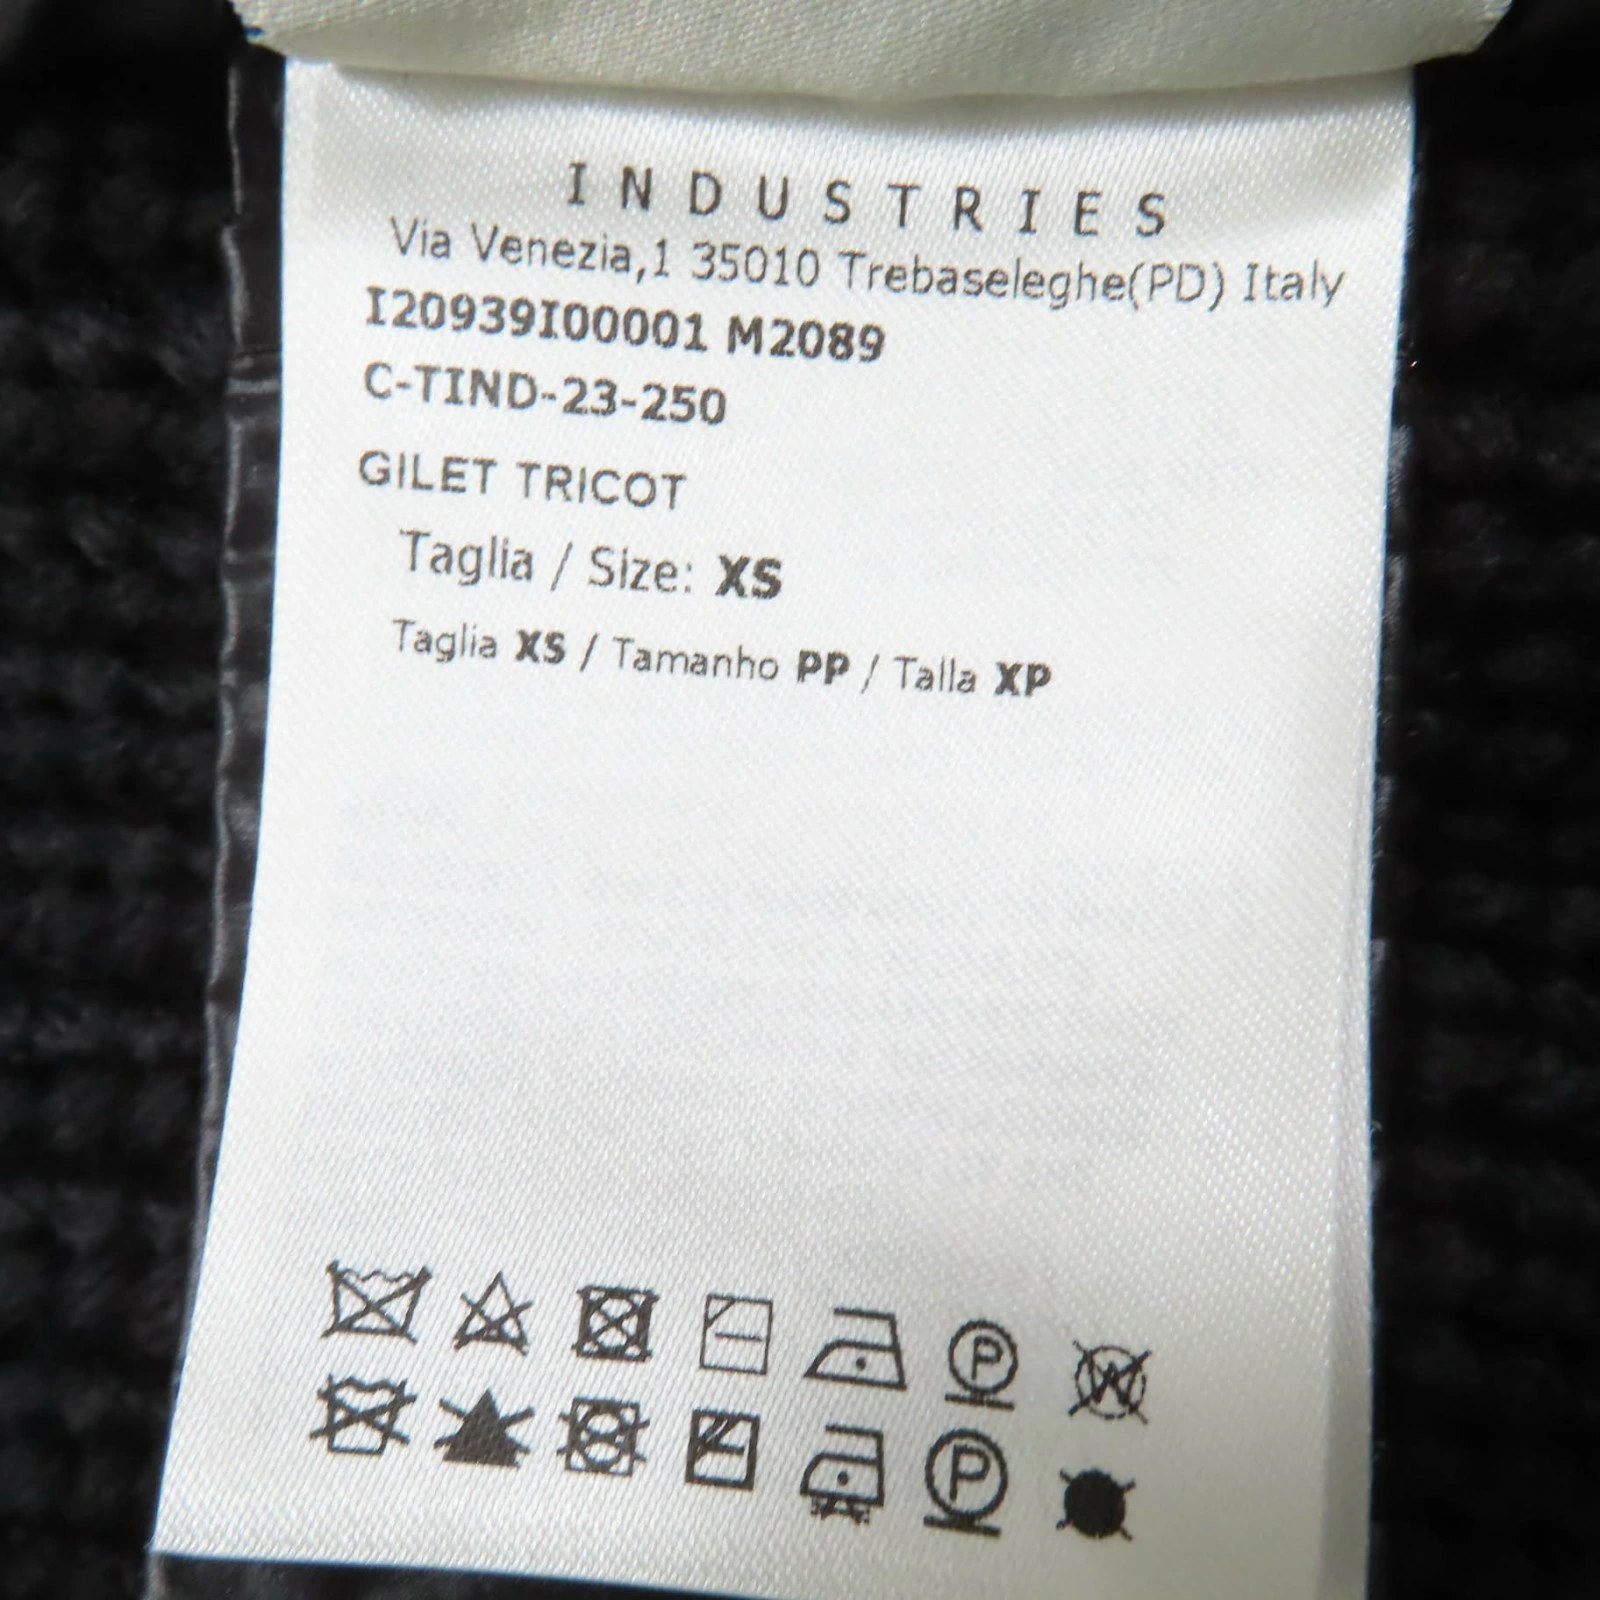 INDUSTRIES
Via Venezia,1 35010 Trebaseleghe(PD) Italy
I20939I00001 M2089
C-TIND-23-250
GILET TRICOT
Taglia / Size: XS
Taglia XS / Tamanho PP / Talla XP
P W
P